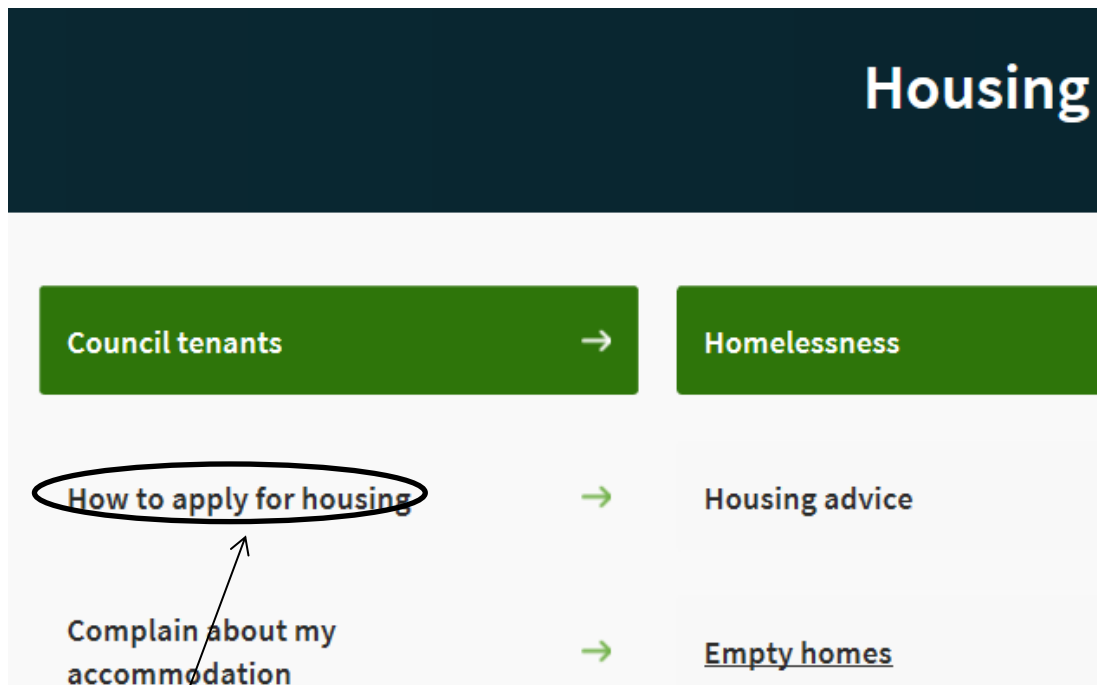 Housing
Council tenants
Homelessness
How to apply for housing
Housing advice
Complain about my
accommodation
Empty homes